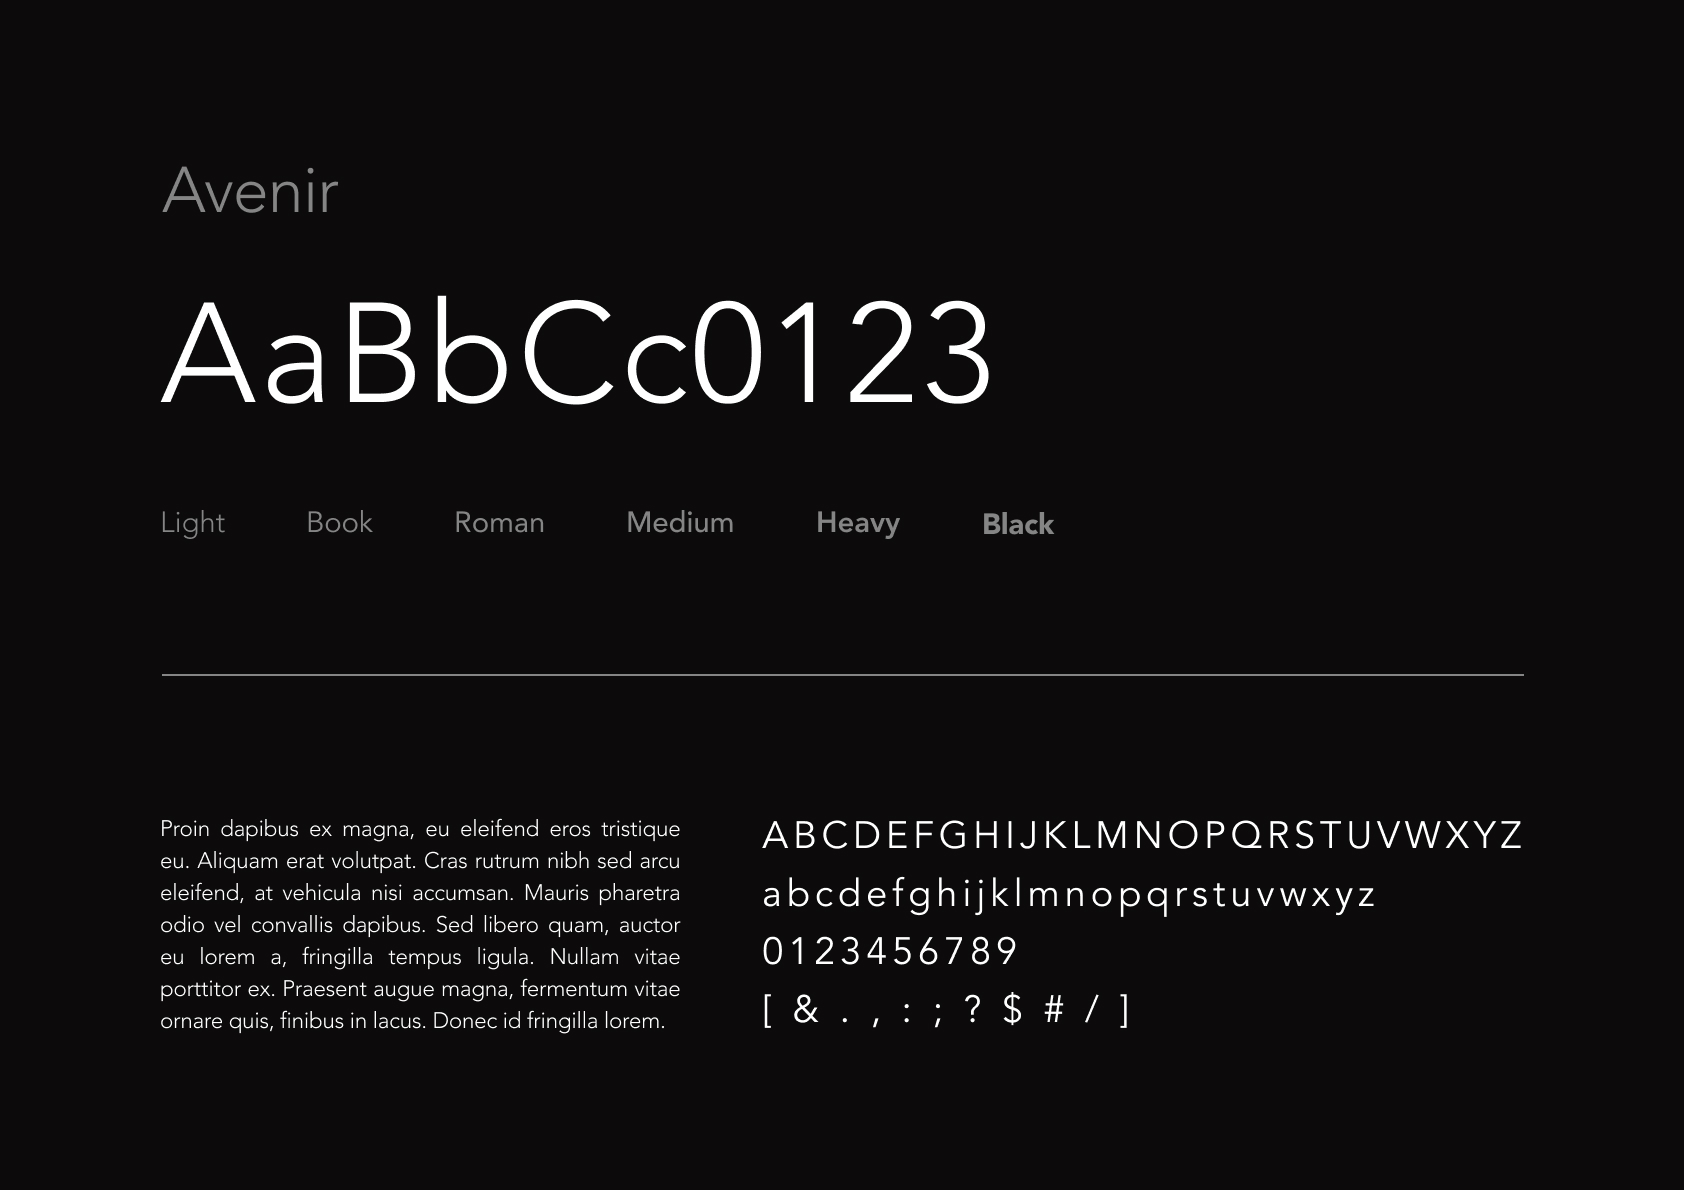 Avenir
AaBbCc0123
Light Book Roman Medium Heavy Black
Proin dapibus ex magna, eu eleifend eros tristique
eu. Aliquam erat volutpat. Cras rutrum nibh sed arcu
eleifend, at vehicula nisi accumsan. Mauris pharetra
odio vel convallis dapibus. Sed libero quam, auctor
eu lorem a, fringilla tempus ligula. Nullam vitae
porttitor ex. Praesent augue magna, fermentum vitae
ornare quis, finibus in lacus. Donec id fringilla lorem.
ABCDEFGHIJKLMNOPQRSTUVWXYZ
abcdefghijklmnopqrstuvwxyz
0123456789
[ & . , : ; ? $ # / ]